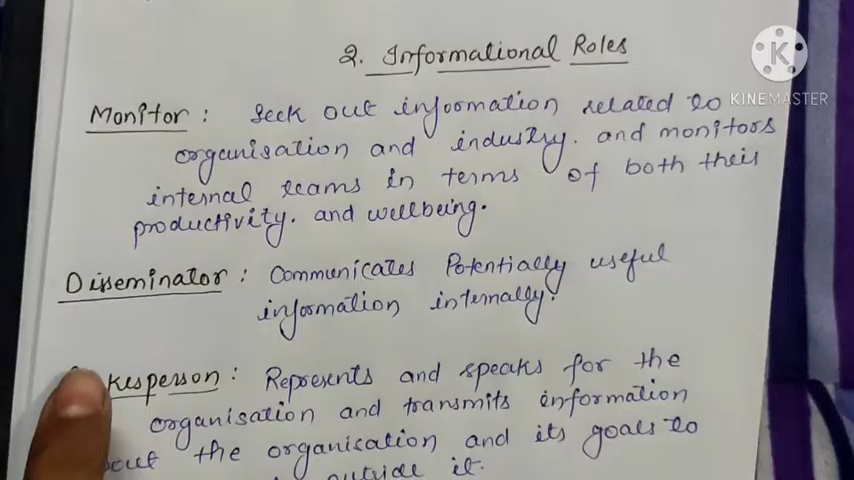 2. Informational Roles
KINEMASTER
Monitor : Seek out information related to
organisation and industry. and monitors
internal teams in terms of both their
productivity. and wellbeing.
Disseminator : Communicates Potentially useful
information internally.
kesperson : Represents and speaks for the
organisation and transmits information
the organisation and its goals to
outside it.